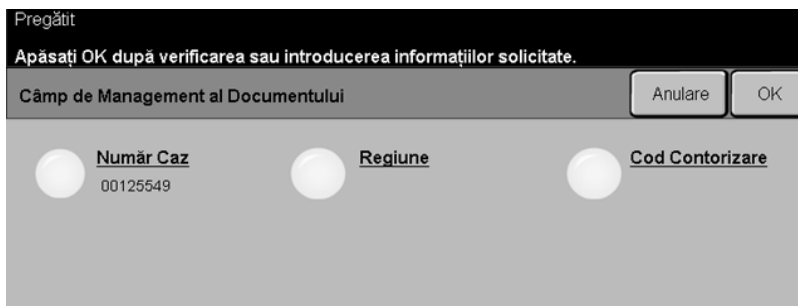 Pregătit
Apăsați OK după verificarea sau introducerea informațiilor solicitate.
Câmp de Management al Documentului Anulare OK
Număr Caz Regiune Cod Contorizare
00125549